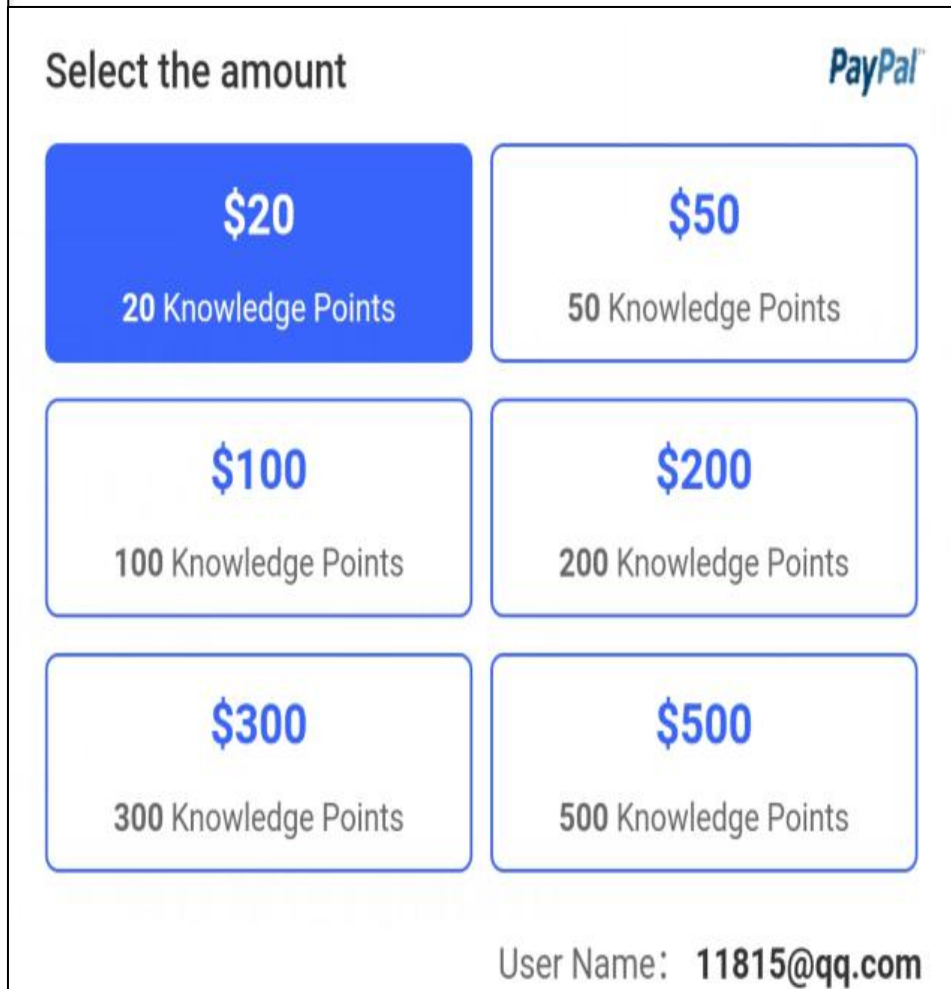 Select the amount PayPal™
$20 $50
20 Knowledge Points 50 Knowledge Points
$100 $200
100 Knowledge Points 200 Knowledge Points
$300 $500
300 Knowledge Points 500 Knowledge Points
User Name： 11815@qq.com